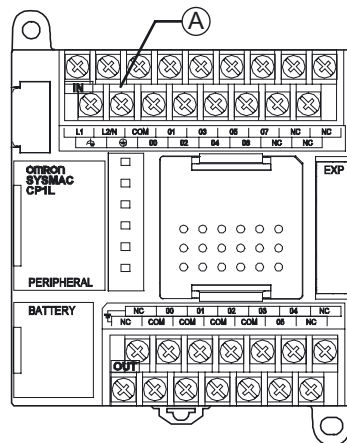 A
IN
L1 L2/N COM 01 03 05 07 NC NC
00 02 04 06 NC NC
OMRON
SYSMAC
CP1L
EXP
PERIPHERAL
BATTERY
NC 00 01 02 03 04 NC
NC COM COM COM COM 05 NC
OUT